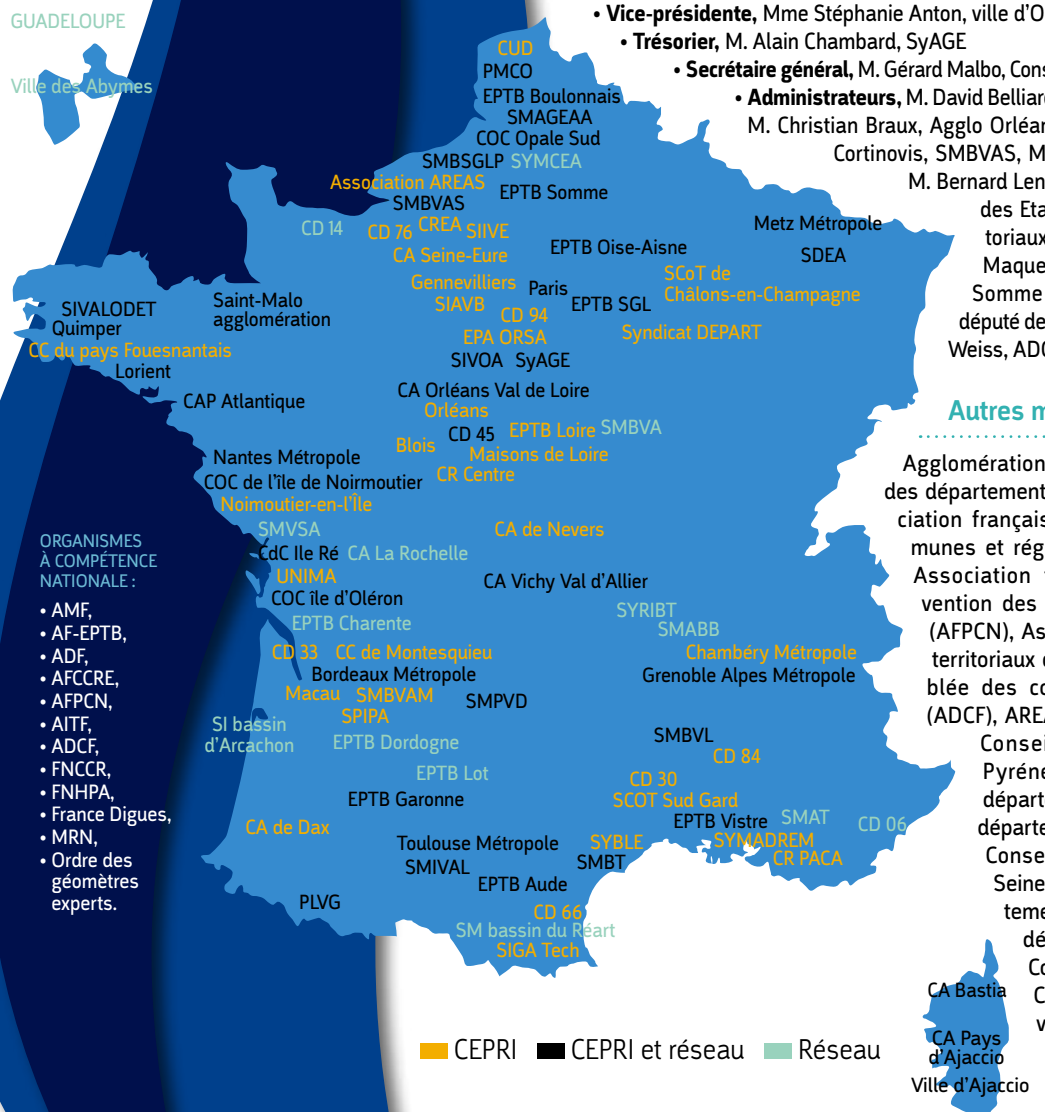 GUADELOUPE
Ville des Abymes
• Vice-présidente, Mme Stéphanie Anton, ville d'O
• Trésorier, M. Alain Chambard, SyAGE
• Secrétaire général, M. Gérard Malbo, Cons
• Administrateurs, M. David Belliard
M. Christian Braux, Agglo Orléan
Cortinovis, SMBVAS, M
M. Bernard Len
des Eta
toriaux
Maque
Somme
député de
Weiss, ADC
Autres m
Agglomération
des département
ciation français
munes et rég
Association
vention des
(AFPCN), As
territoriaux
blée des co
(ADCF), AREA
Consei
Pyréne
départe
départe
Conse
Seine
teme
dé
Co
C
v
CUD
PMCO
EPTB Boulonnais
SMAGEAA
COC Opale Sud
SMBSGLP SYMCEA
Association AREAS
EPTB Somme
SMBVAS
CD 14
CD 76 CREA SIIVE
Metz Métropole
EPTB Oise-Aisne
SDEA
CA Seine-Eure
SCoT de
Châlons-en-Champagne
Gennevilliers
Paris
SIAVB
EPTB SGL
CD 94
Syndicat DEPART
EPA ORSA
SIVOA SyAGE
SIVALODET
Quimper
Saint-Malo
agglomération
CC du pays Fouesnantais
Lorient
CAP Atlantique
CA Orléans Val de Loire
Orléans
CD 45
EPTB Loire
SMBVA
Blois
Maisons de Loire
CR Centre
Nantes Métropole
COC de l'île de Noirmoutier
Noirmoutier-en-l'Île
SMVSA
CA de Nevers
CdC Ile Ré CA La Rochelle
UNIMA
COC île d'Oléron
CA Vichy Val d'Allier
EPTB Charente
SYRIBT
SMABB
CD 33 CC de Montesquieu
Chambéry Métropole
Bordeaux Métropole
Grenoble Alpes Métropole
Macau SMBVAM
SMPVD
SPIPA
SI bassin
d'Arcachon
EPTB Dordogne
SMBVL
CD 84
EPTB Lot
CD 30
EPTB Garonne
SCOT Sud Gard
EPTB Vistre
SMAT
CD 06
CA de Dax
Toulouse Métropole
SYBLE
SYMADREM
SMIVAL
SMBT
CR PACA
EPTB Aude
PLVG
CD 66
SM bassin du Réart
SIGA Tech
CA Bastia
CA Pays
d'Ajaccio
Ville d'Ajaccio
ORGANISMES
À COMPÉTENCE
NATIONALE :
• AMF,
• AF-EPTB,
• ADF,
• AFCCRE,
• AFPCN,
• AITF,
• ADCF,
• FNCCR,
• FNHPA,
• France Digues,
• MRN,
• Ordre des
géomètres
experts.
CEPRI CEPRI et réseau Réseau